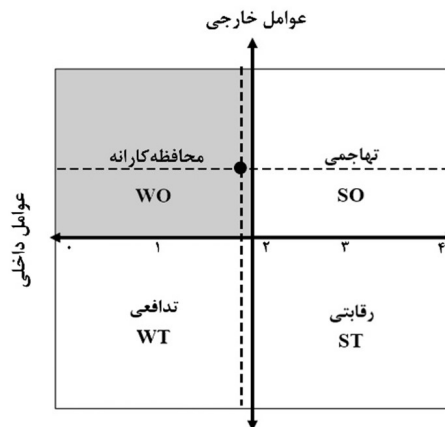 عوامل خارجی
تهاجمی
محافظه‌کارانه
SO
WO
عوامل داخلی
۰ ۱ ۲ ۳ ۴
رقابتی
تدافعی
ST
WT